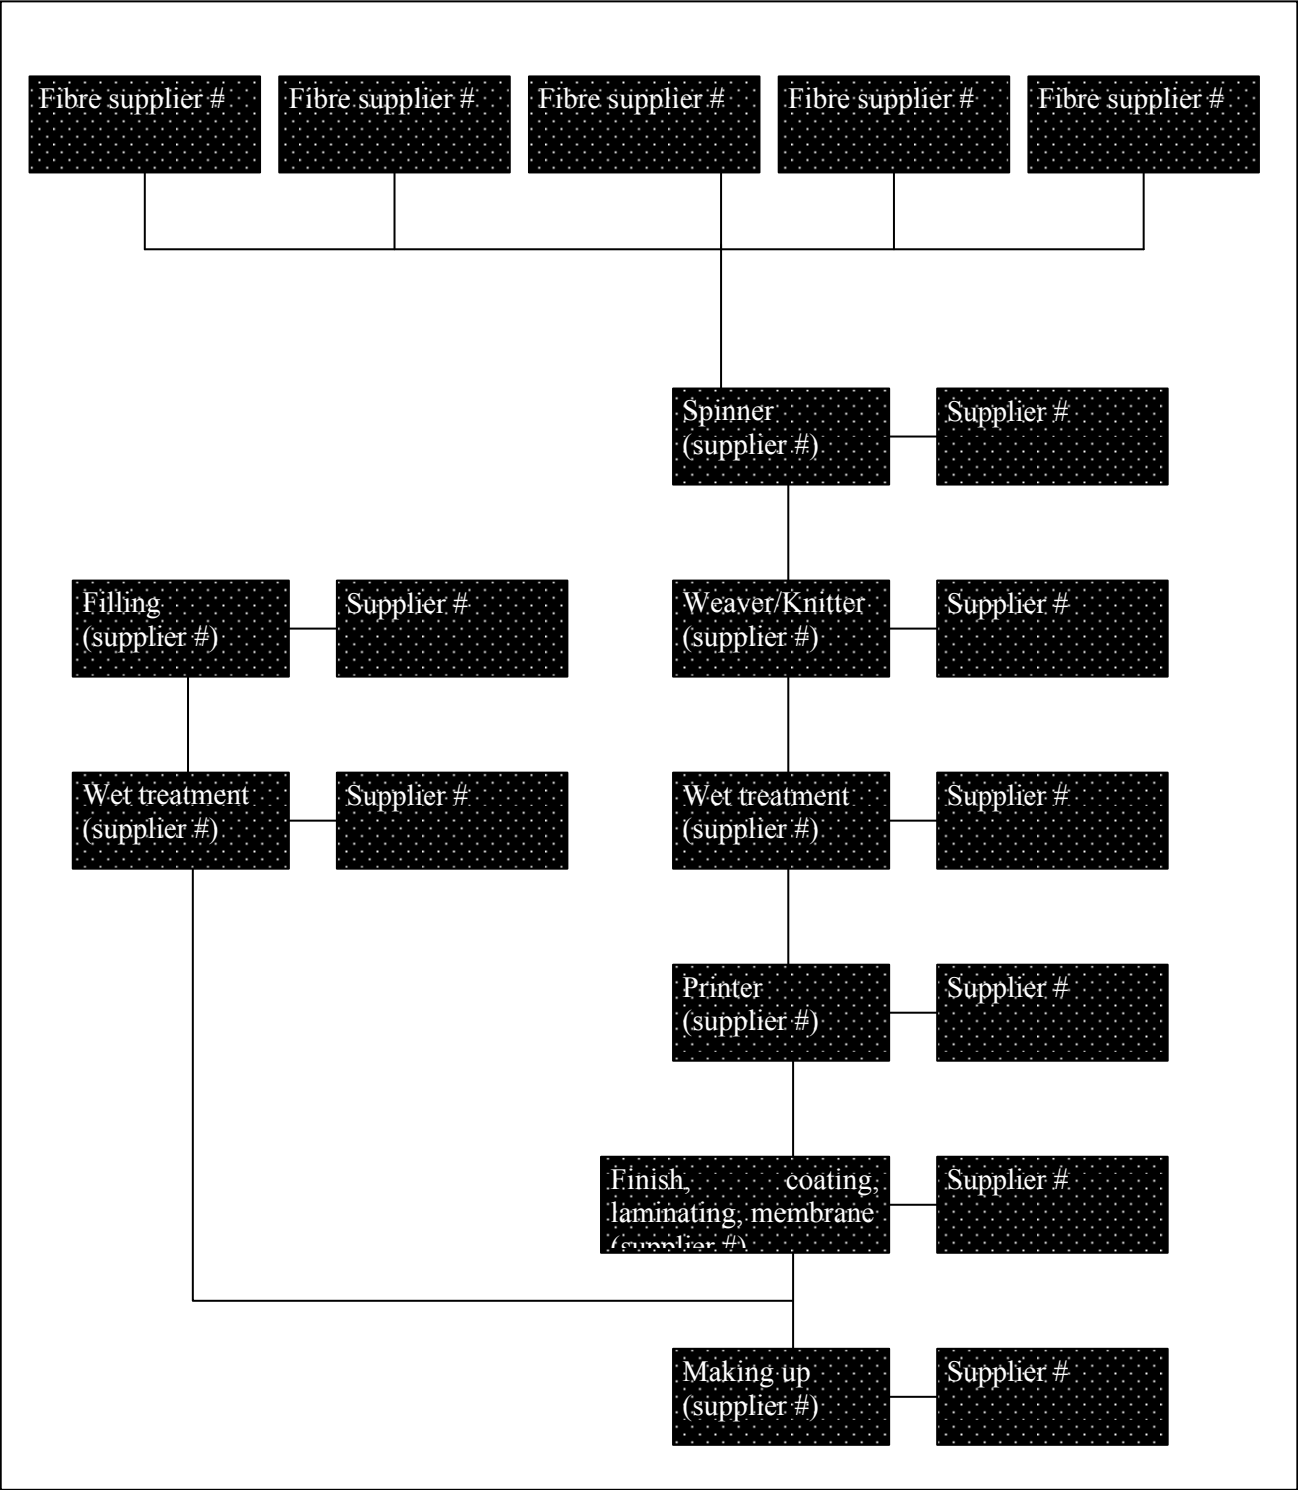 Fibre supplier #
Fibre supplier #
Fibre supplier #
Fibre supplier #
Fibre supplier #
Spinner
(supplier #)
Supplier #
Filling
(supplier #)
Supplier #
Weaver/Knitter
(supplier #)
Supplier #
Wet treatment
(supplier #)
Supplier #
Wet treatment
(supplier #)
Supplier #
Printer
(supplier #)
Supplier #
Finish, coating,
laminating, membrane
(supplier #)
Supplier #
Making up
(supplier #)
Supplier #